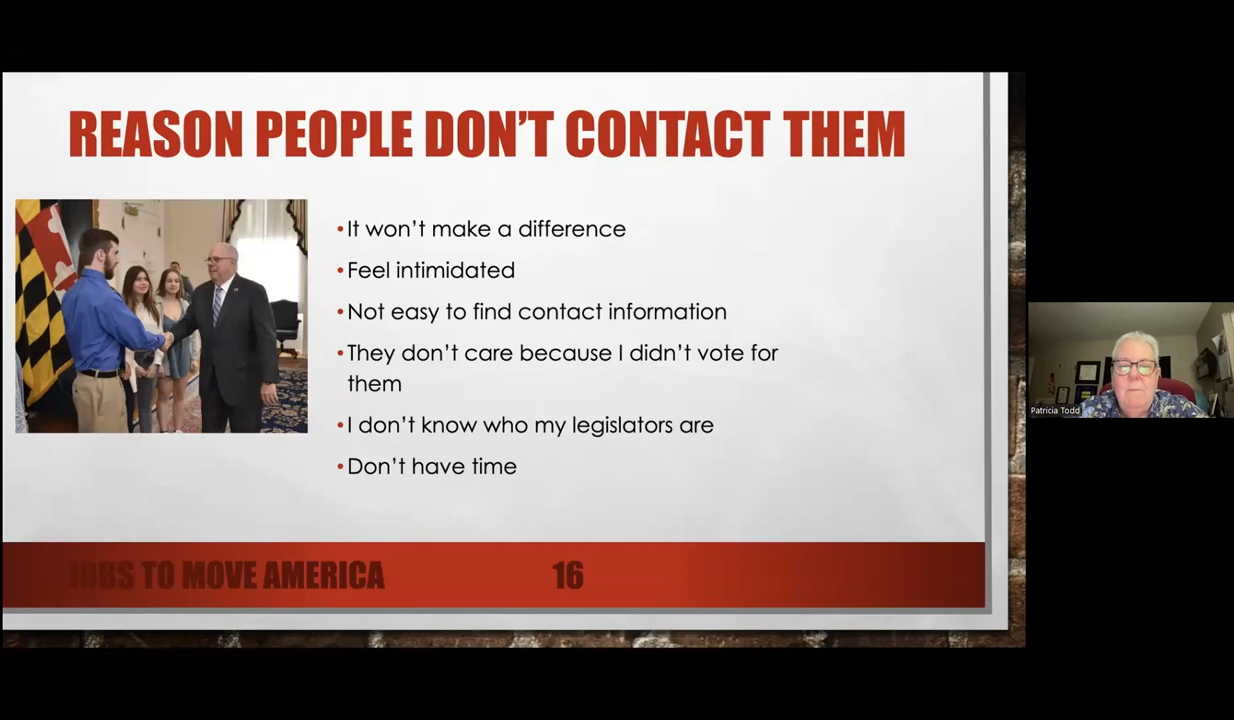 REASON PEOPLE DON'T CONTACT THEM
•It won't make a difference
•Feel intimidated
•Not easy to find contact information
•They don't care because I didn't vote for
them
•I don't know who my legislators are
•Don't have time
Patricia Todd
JOBS TO MOVE AMERICA
16